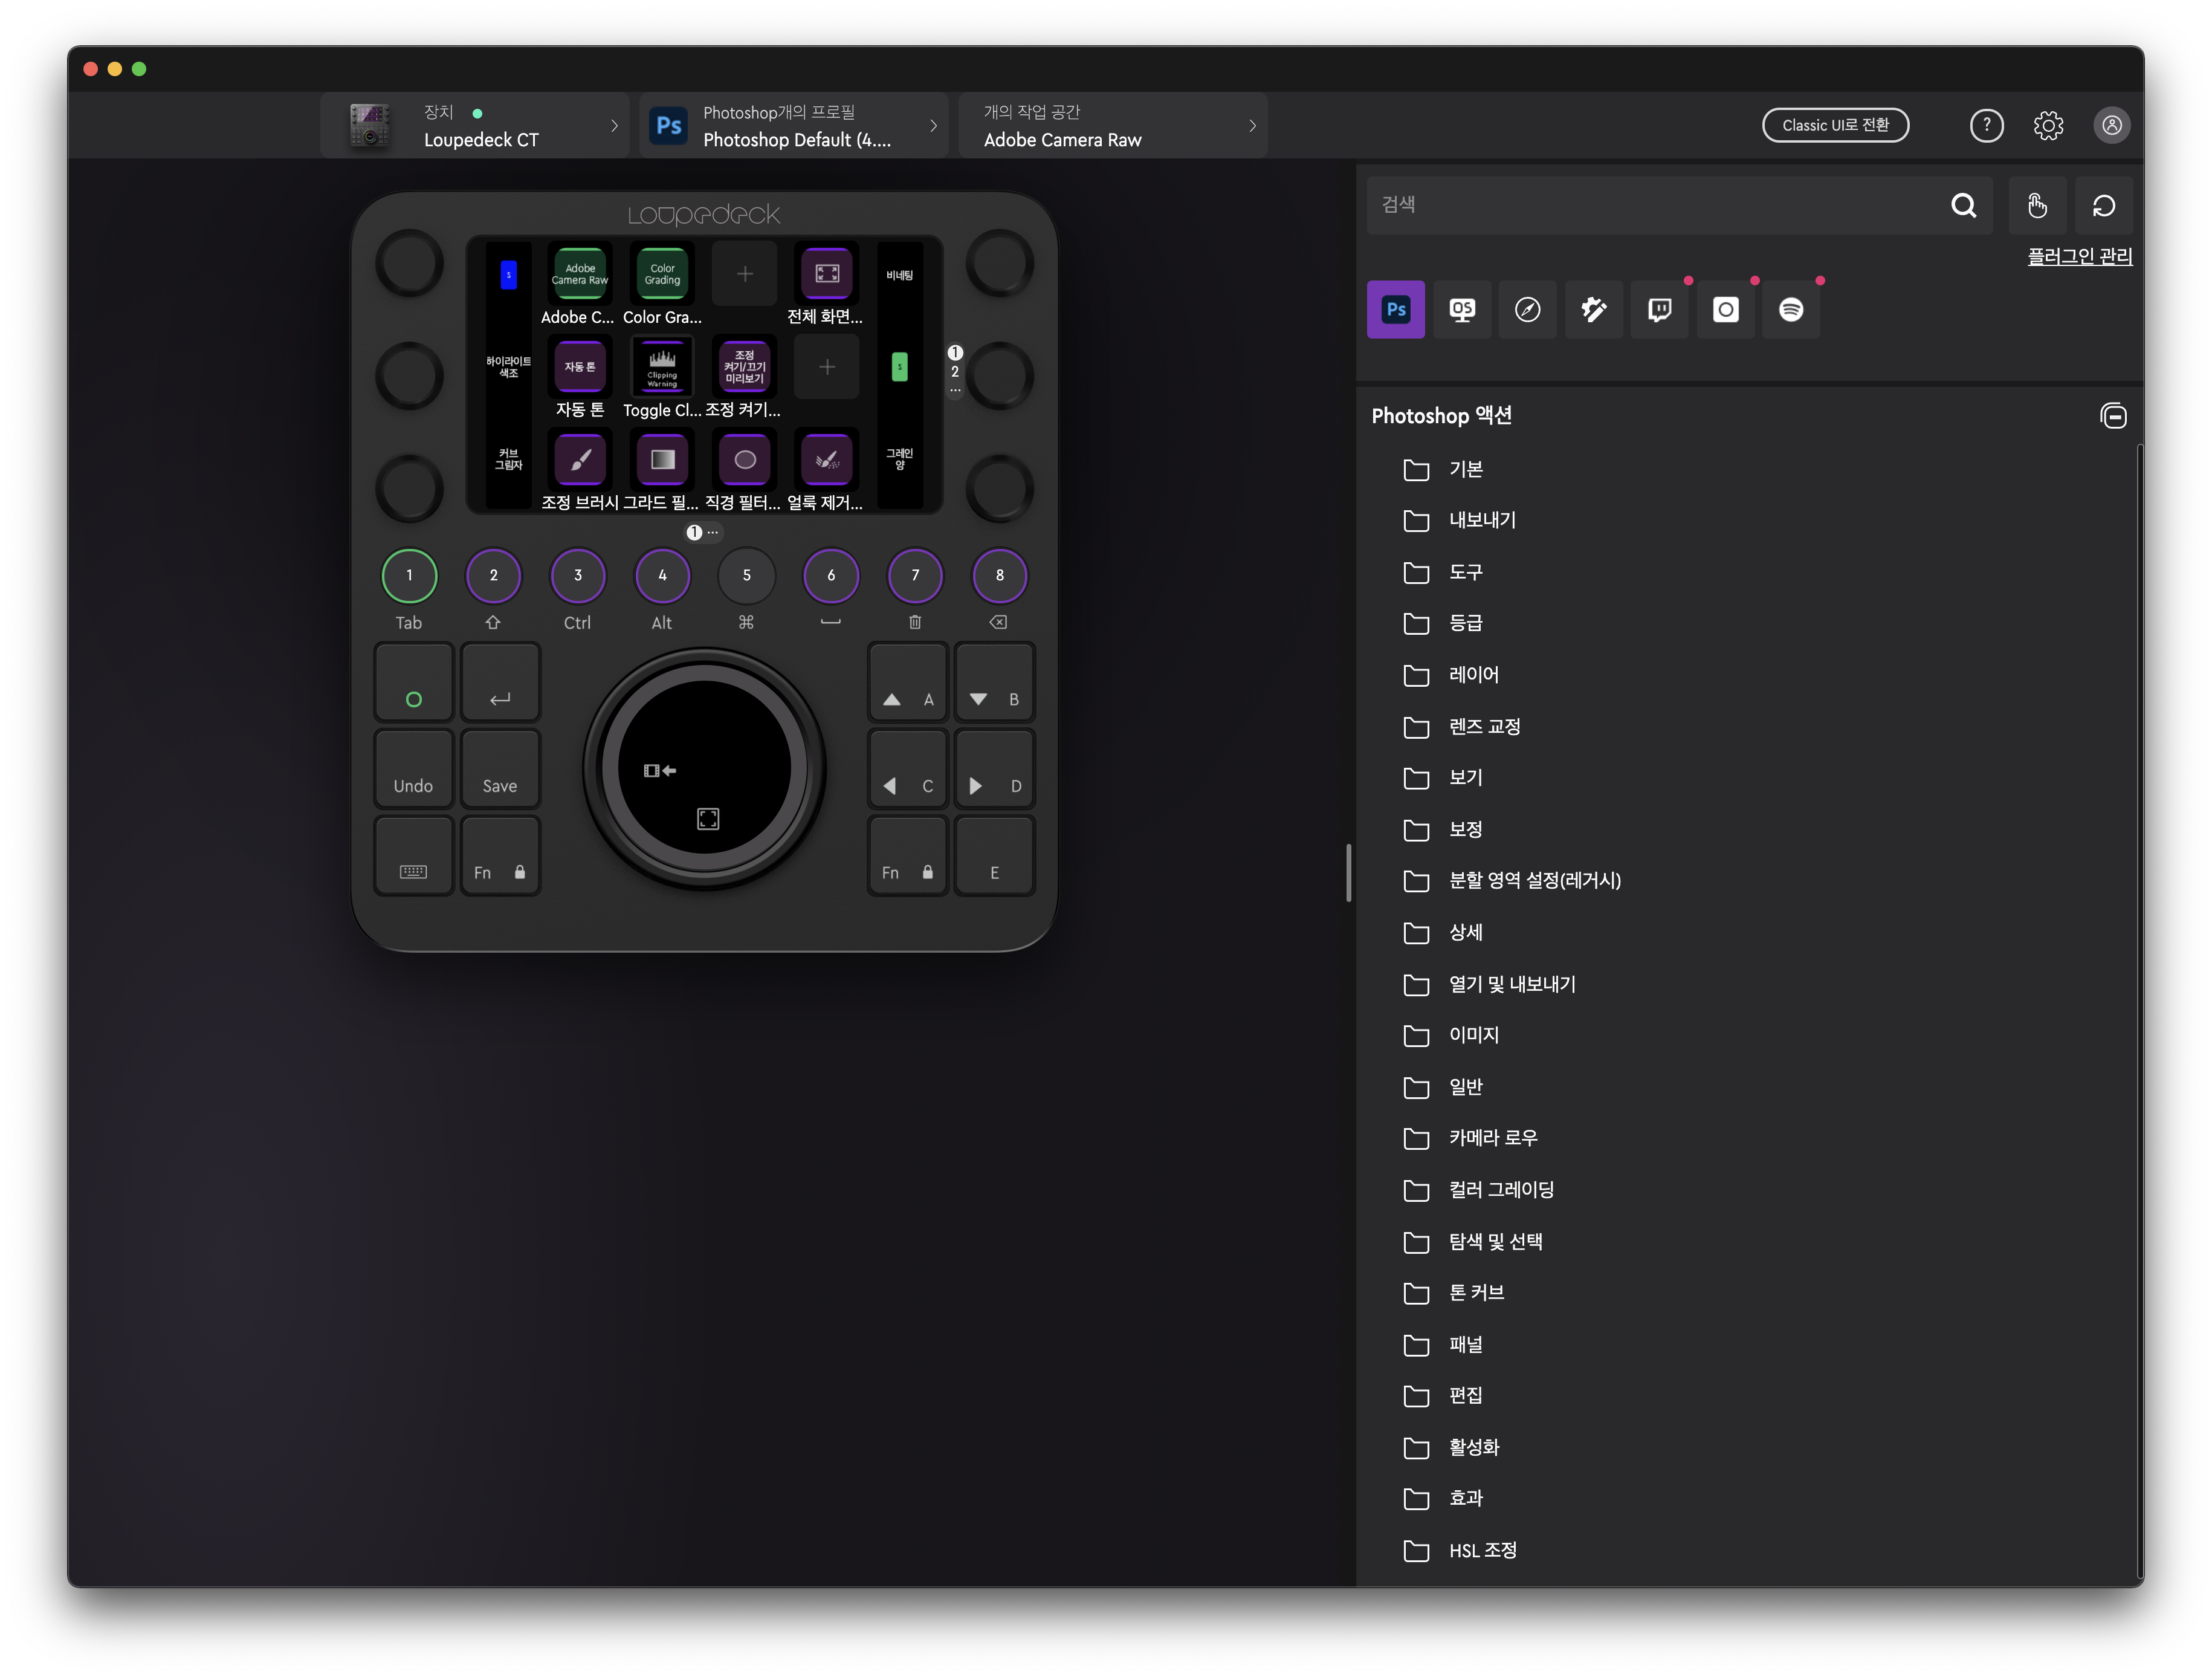 장치
Loupedeck CT
Ps
Photoshop개의 프로필
Photoshop Default (4....
개의 작업 공간
Adobe Camera Raw
Classic UI로 전환
?
검색
플러그인 관리
Ps
OS
Loupedeck
S
Adobe
Camera Raw
Color
Grading
+
비네팅
Adobe C...
Color Gra...
전체 화면...
하이라이트
색조
자동 톤
Clipping
Warning
조정
켜기/끄기
미리보기
+
S
1
2
...
자동 톤
Toggle Cl...
조정 켜기...
커브
그림자
그레인
양
조정 브러시
그라드 필...
직경 필터...
얼룩 제거...
1 ...
1
2
3
4
5
6
7
8
Tab
Ctrl
Alt
⌘
A
B
Undo
Save
C
D
Fn
Fn
E
Photoshop 액션
기본
내보내기
도구
등급
레이어
렌즈 교정
보기
보정
분할 영역 설정(레거시)
상세
열기 및 내보내기
이미지
일반
카메라 로우
컬러 그레이딩
탐색 및 선택
톤 커브
패널
편집
활성화
효과
HSL 조정